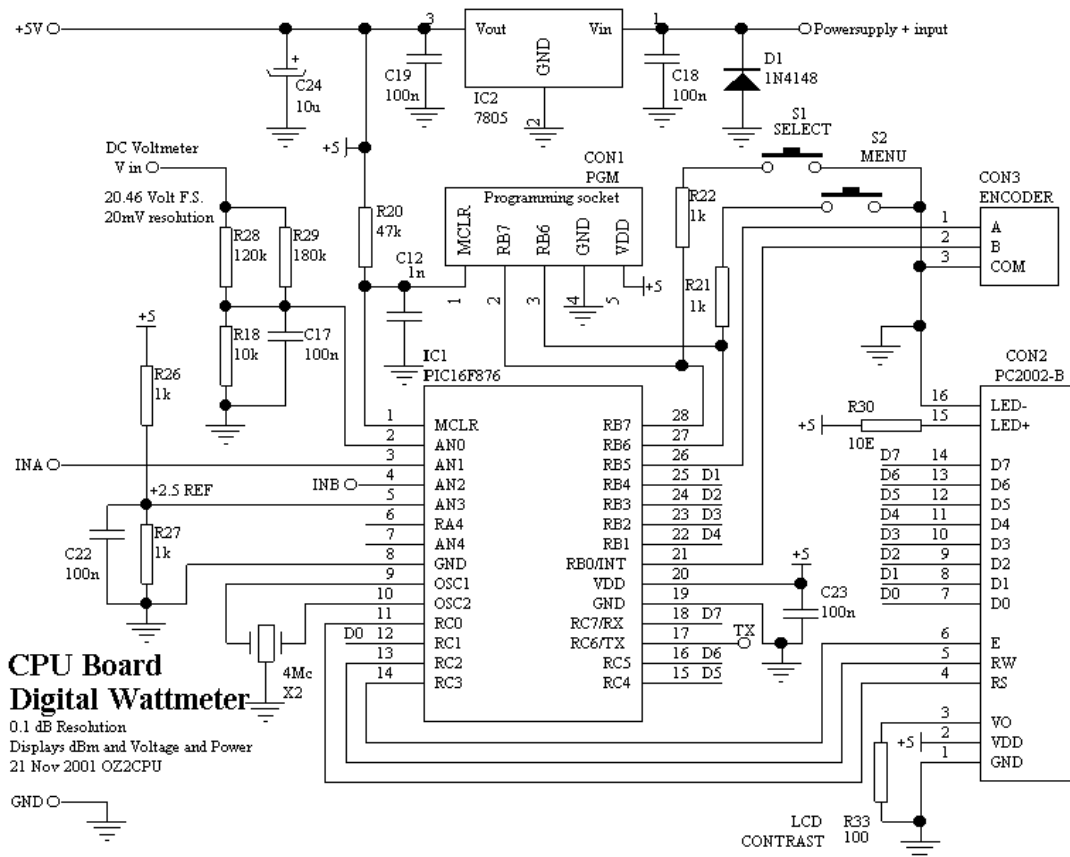 +5V
3
Vout
Vin
GND
1
Powersupply + input
+
C24
10u
C19
100n
IC2
7805
2
C18
100n
D1
1N4148
+5
DC Voltmeter
V in
20.46 Volt F.S.
20mV resolution
R28
120k
R29
180k
R18
10k
C17
100n
R20
47k
C12
1n
CON1
PGM
Programming socket
MCLR
RB7
RB6
GND
VDD
1
2
3
4
5
+5
S1
SELECT
S2
MENU
R22
1k
R21
1k
CON3
ENCODER
1
A
2
B
3
COM
+5
R26
1k
+2.5 REF
R27
1k
C22
100n
INA
INB
IC1
PIC16F876
1
MCLR
2
AN0
3
AN1
4
AN2
5
AN3
6
RA4
7
AN4
8
GND
9
OSC1
10
OSC2
11
RC0
D0
12
RC1
13
RC2
14
RC3
28
RB7
27
RB6
26
RB5
25
RB4
D1
24
RB3
D2
23
RB2
D3
22
RB1
D4
21
RB0/INT
20
VDD
19
GND
18
RC7/RX
D7
17
RC6/TX
TX
16
RC5
D6
15
RC4
D5
4Mc
X2
+5
C23
100n
CON2
PC2002-B
16
LED-
+5
R30
10E
15
LED+
D7
14
D7
D6
13
D6
D5
12
D5
D4
11
D4
D3
10
D3
D2
9
D2
D1
8
D1
D0
7
D0
6
E
5
RW
4
RS
3
VO
+5
2
VDD
1
GND
LCD
CONTRAST
R33
100
CPU Board
Digital Wattmeter
0.1 dB Resolution
Displays dBm and Voltage and Power
21 Nov 2001 OZ2CPU
GND